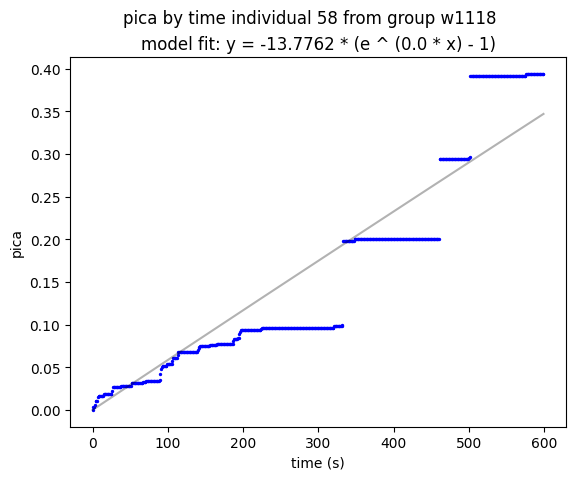 pica by time individual 58 from group w1118
model fit: y = -13.7762 * (e ^ (0.0 * x) - 1)
0.40
0.35
0.30
0.25
0.20
0.15
0.10
0.05
0.00
pica
0 100 200 300 400 500 600
time (s)